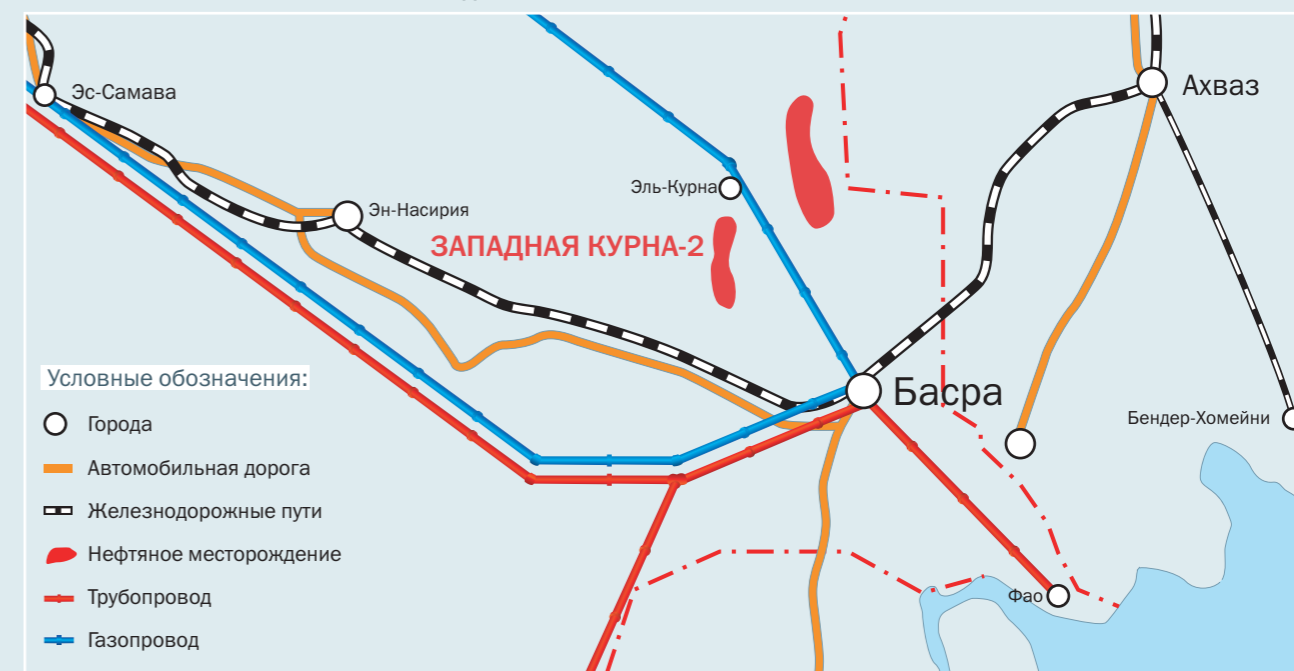 Эс-Самава
Ахваз
Эль-Курна
Эн-Насирия
ЗАПАДНАЯ КУРНА-2
Басра
Бендер-Хомейни
Фао
Условные обозначения:
Города
Автомобильная дорога
Железнодорожные пути
Нефтяное месторождение
Трубопровод
Газопровод